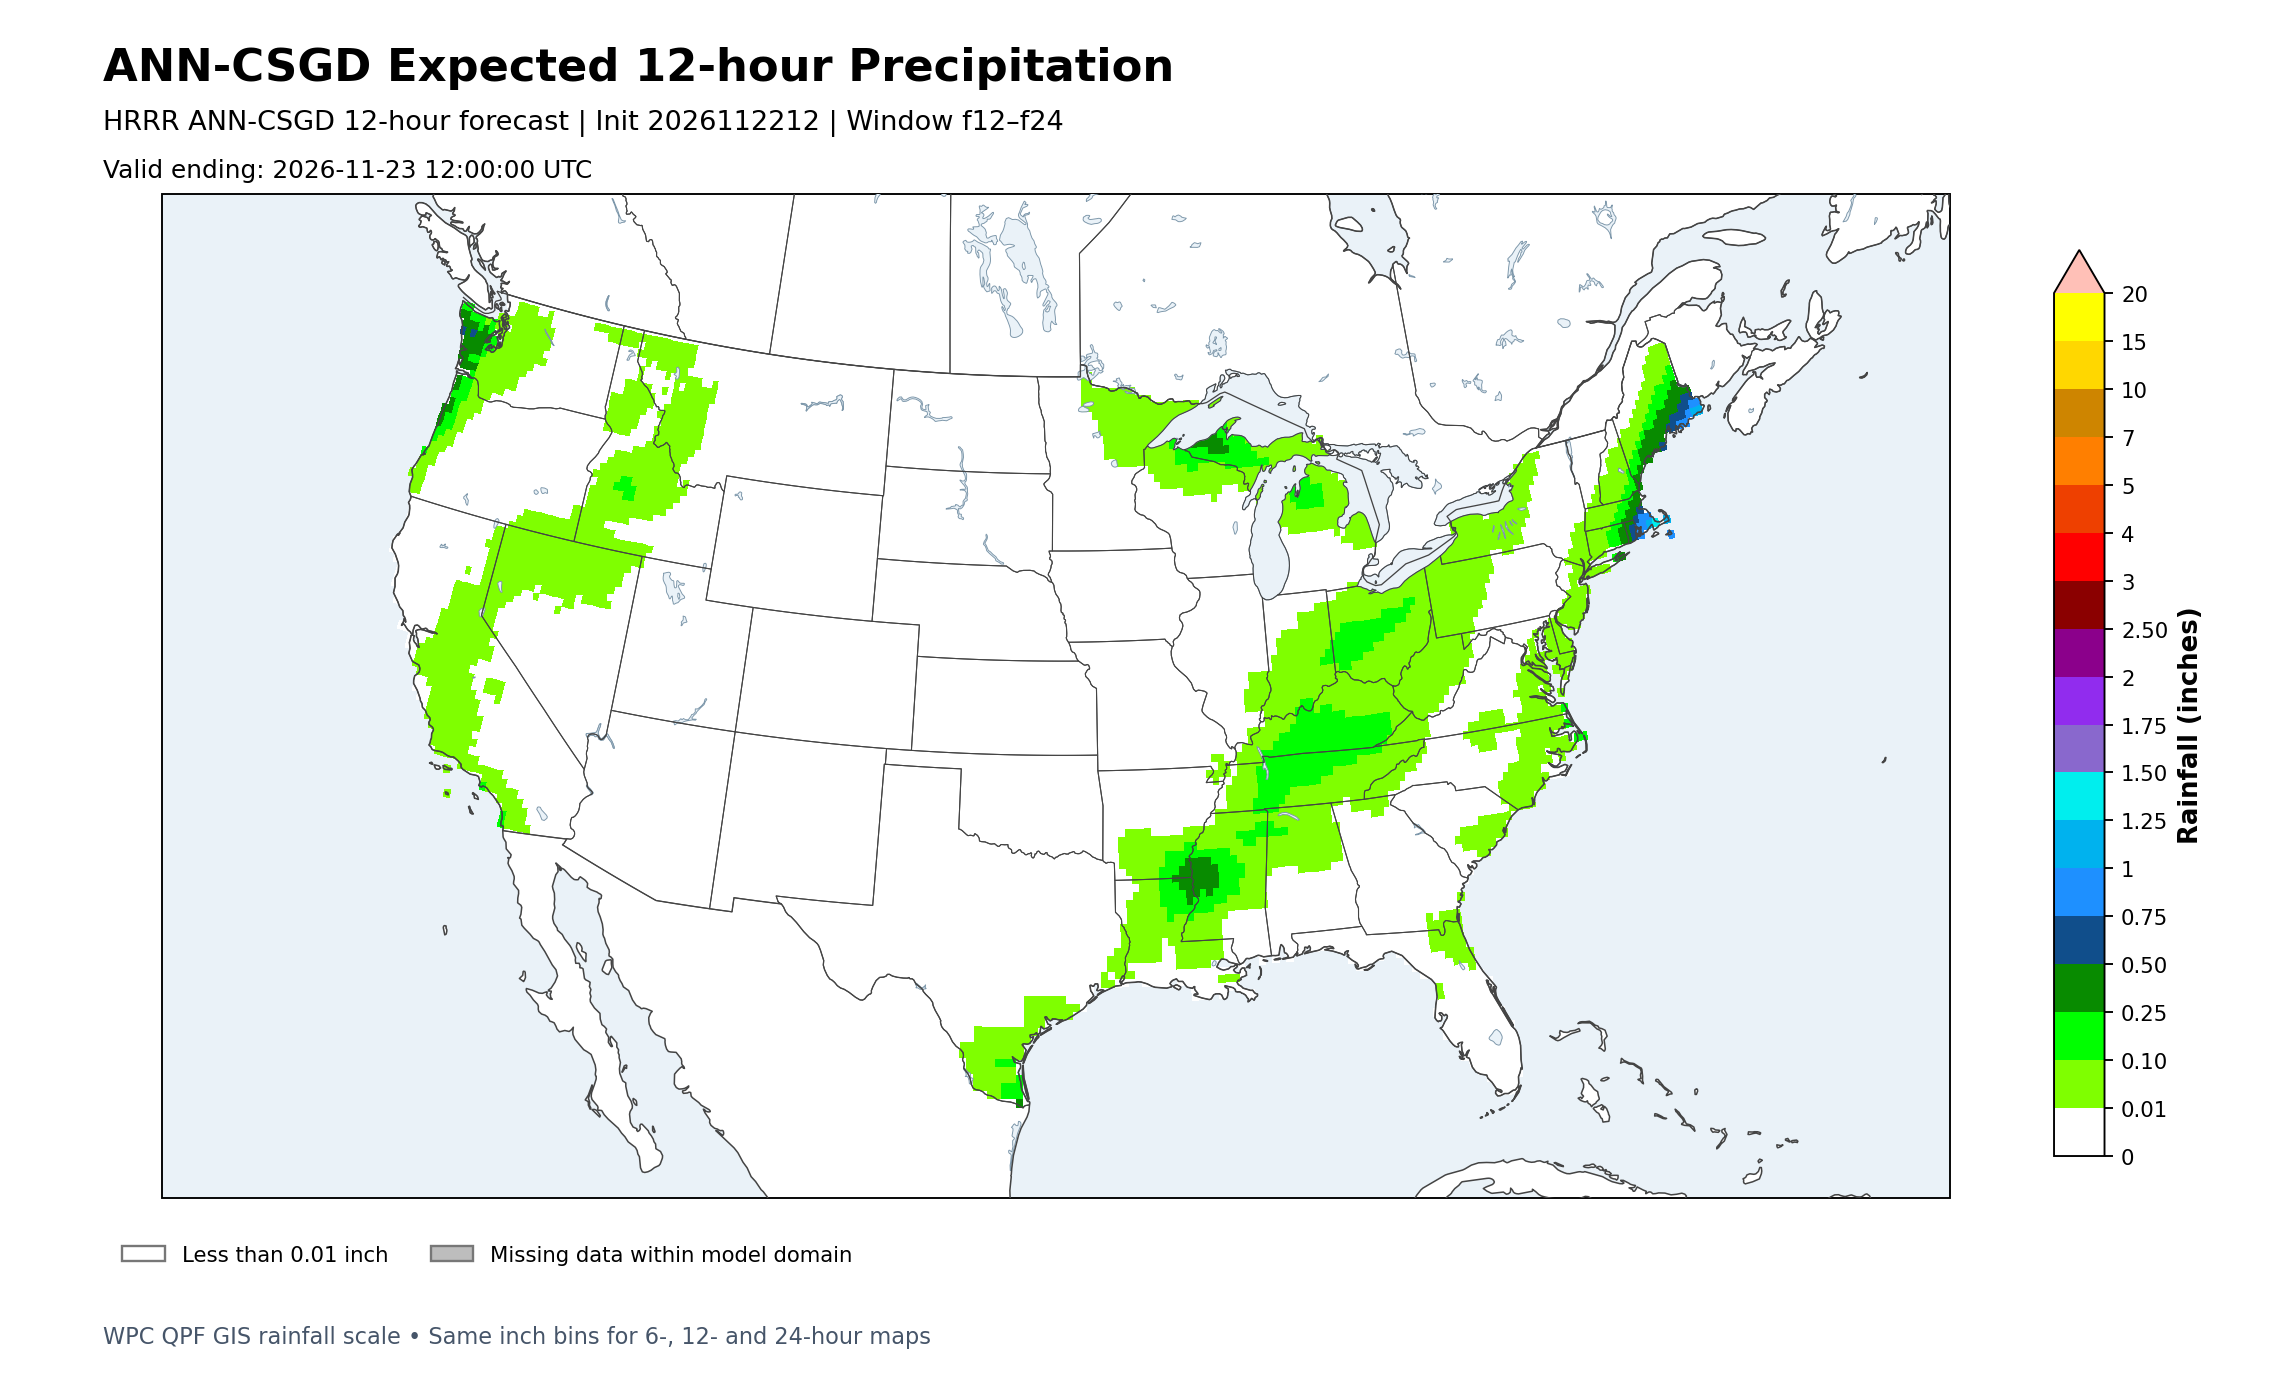 ANN-CSGD Expected 12-hour Precipitation
HRRR ANN-CSGD 12-hour forecast | Init 2026112212 | Window f12–f24
Valid ending: 2026-11-23 12:00:00 UTC
20
15
10
7
5
4
3
2.50
2
1.75
1.50
1.25
1
0.75
0.50
0.25
0.10
0.01
0
Rainfall (inches)
Less than 0.01 inch
Missing data within model domain
WPC QPF GIS rainfall scale • Same inch bins for 6-, 12- and 24-hour maps